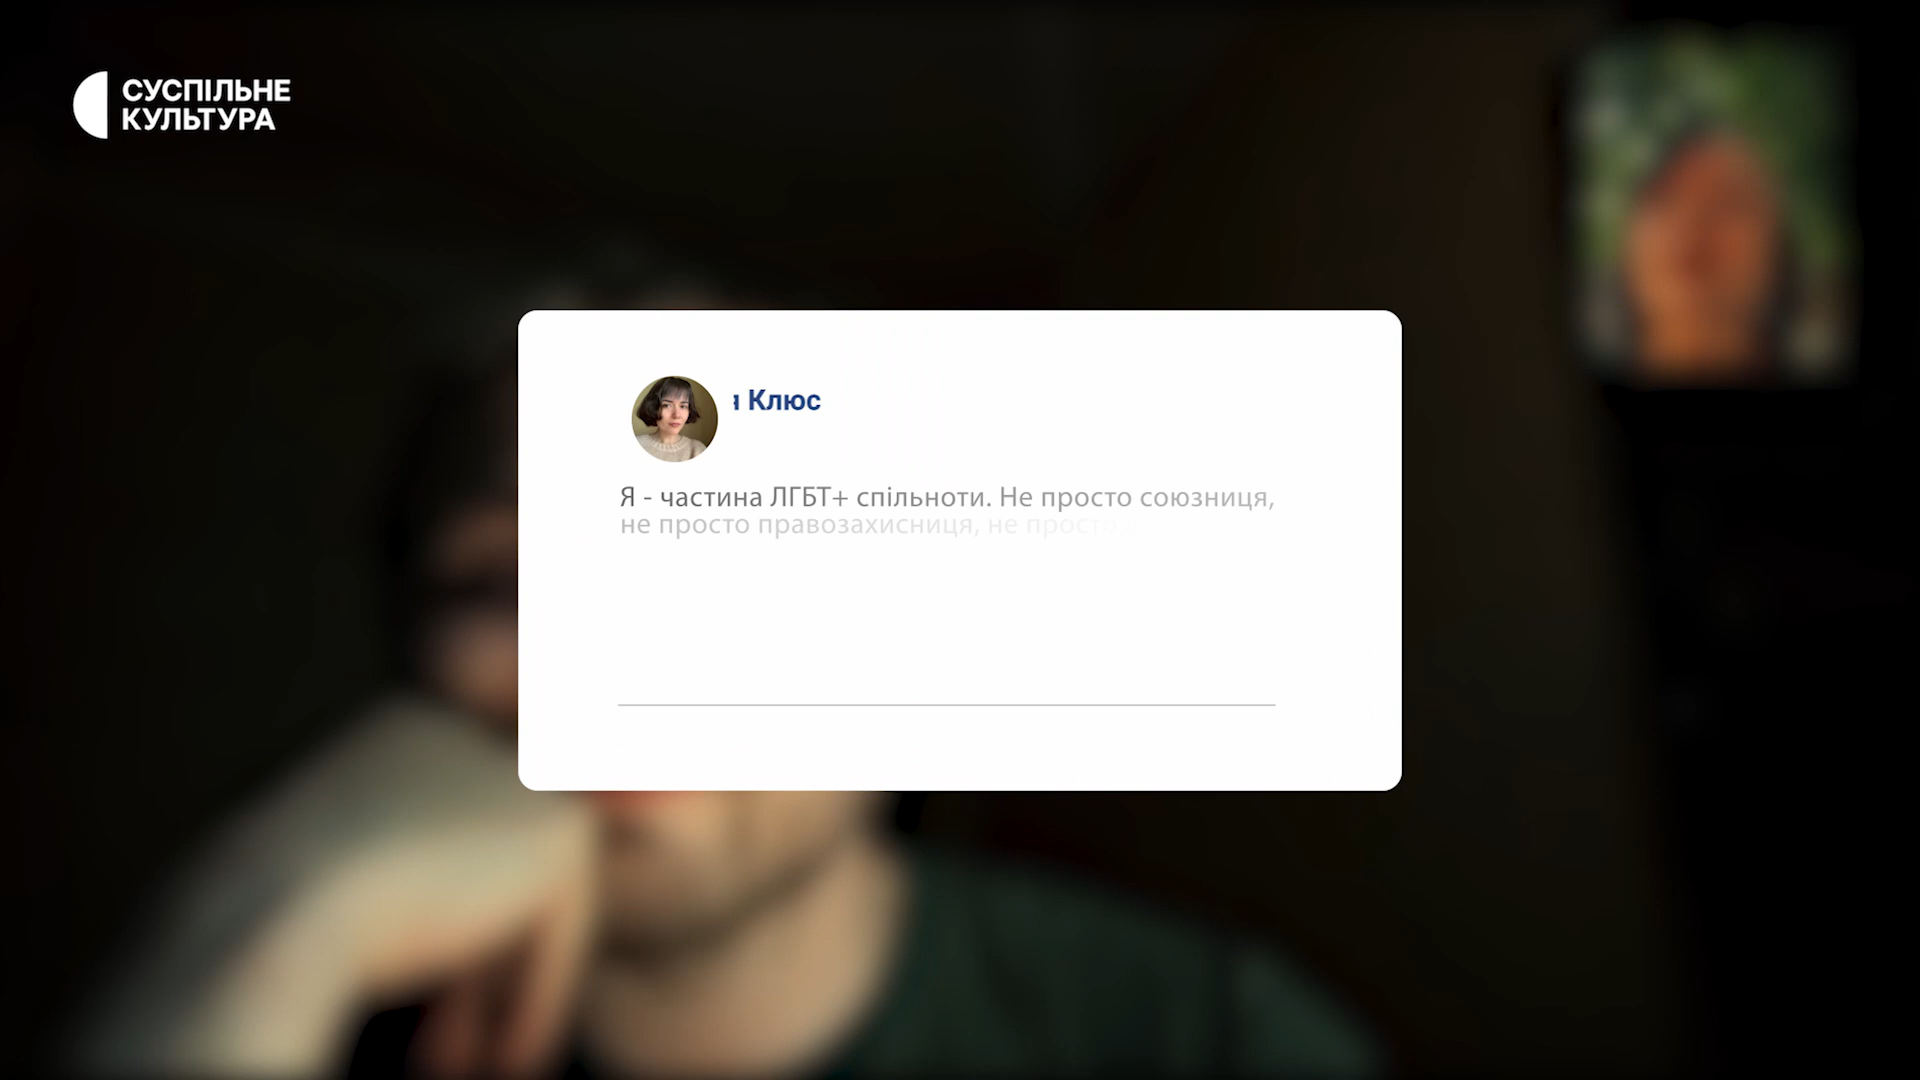 СУСПІЛЬНЕ
КУЛЬТУРА
Клюс
Я - частина ЛГБТ+ спільноти. Не просто союзниця,
не просто правозахисниця, не просто